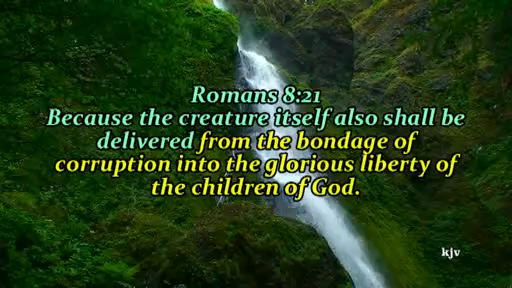 Romans 8:21
Because the creature itself also shall be
delivered from the bondage of
corruption into the glorious liberty of
the children of God.
kjv